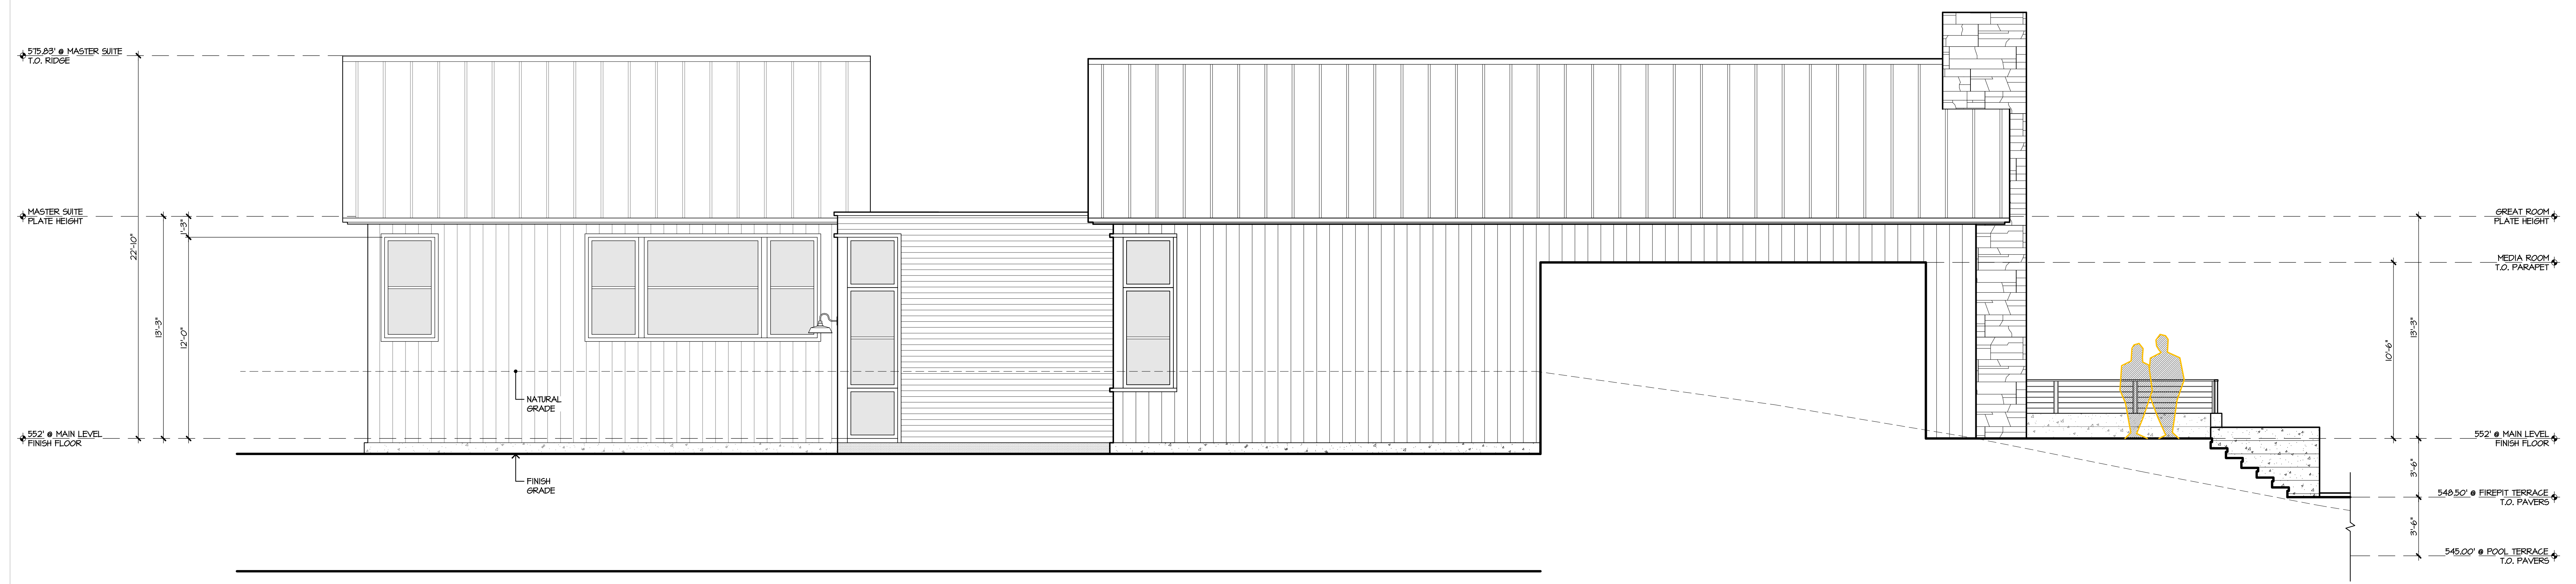 575.83' @ MASTER SUITE
T.O. RIDGE
MASTER SUITE
PLATE HEIGHT
1'-3"
22'-10"
13'-3"
12'-0"
NATURAL
GRADE
552' @ MAIN LEVEL
FINISH FLOOR
FINISH
GRADE
GREAT ROOM
PLATE HEIGHT
MEDIA ROOM
T.O. PARAPET
13'-3"
10'-6"
552' @ MAIN LEVEL
FINISH FLOOR
3'-6"
548.50' @ FIREPIT TERRACE
T.O. PAVERS
3'-6"
545.00' @ POOL TERRACE
T.O. PAVERS